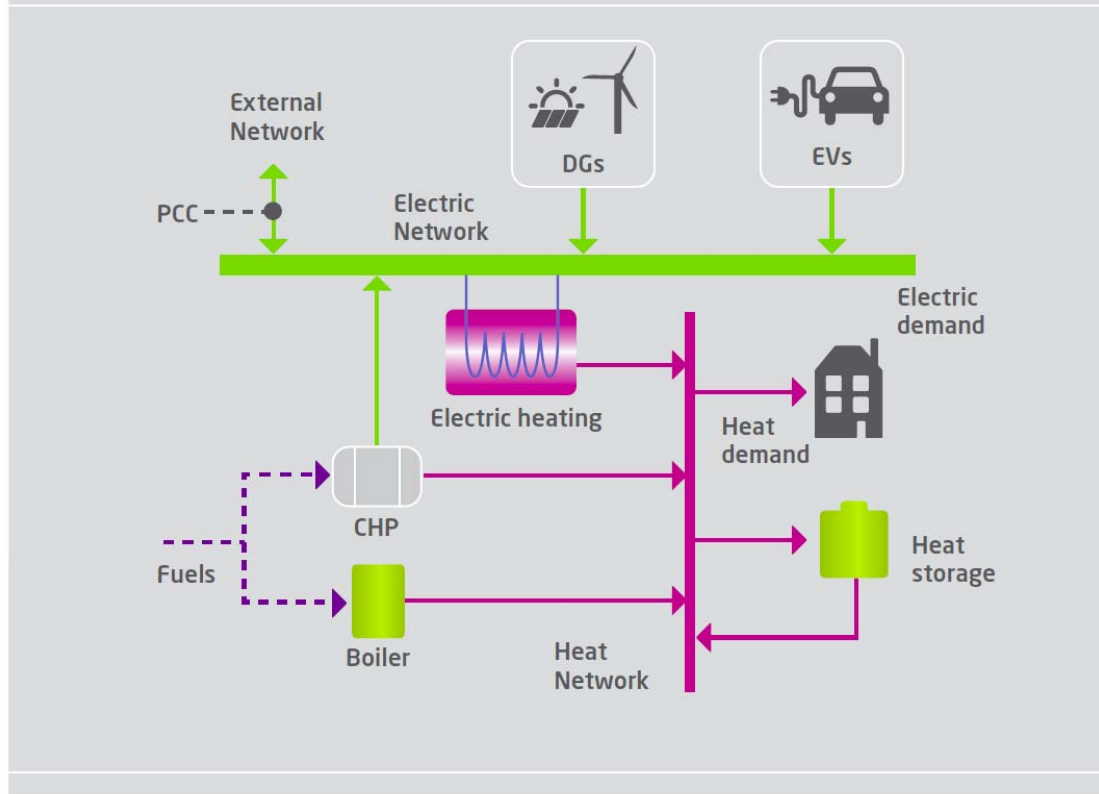 External
Network
DGs
EVs
PCC
Electric
Network
Electric
demand
Electric heating
Heat
demand
CHP
Fuels
Heat
storage
Boiler
Heat
Network